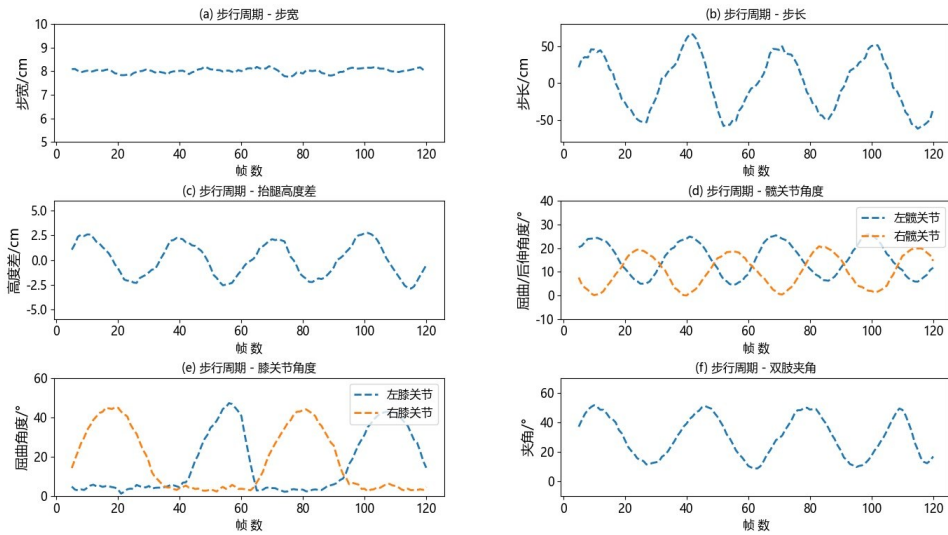 (a) 步行周期 - 步宽
步宽/cm
10
9
8
7
6
5
0 20 40 60 80 100 120
帧 数
(b) 步行周期 - 步长
步长/cm
50
0
-50
0 20 40 60 80 100 120
帧 数
(c) 步行周期 - 抬腿高度差
高度差/cm
5.0
2.5
0.0
-2.5
-5.0
0 20 40 60 80 100 120
帧 数
(d) 步行周期 - 髋关节角度
屈曲/后伸角度/°
40
30
20
10
0
-10
左髋关节
右髋关节
0 20 40 60 80 100 120
帧 数
(e) 步行周期 - 膝关节角度
屈曲角度/°
60
40
20
0
左膝关节
右膝关节
0 20 40 60 80 100 120
帧 数
(f) 步行周期 - 双肢夹角
夹角/°
60
40
20
0
0 20 40 60 80 100 120
帧 数